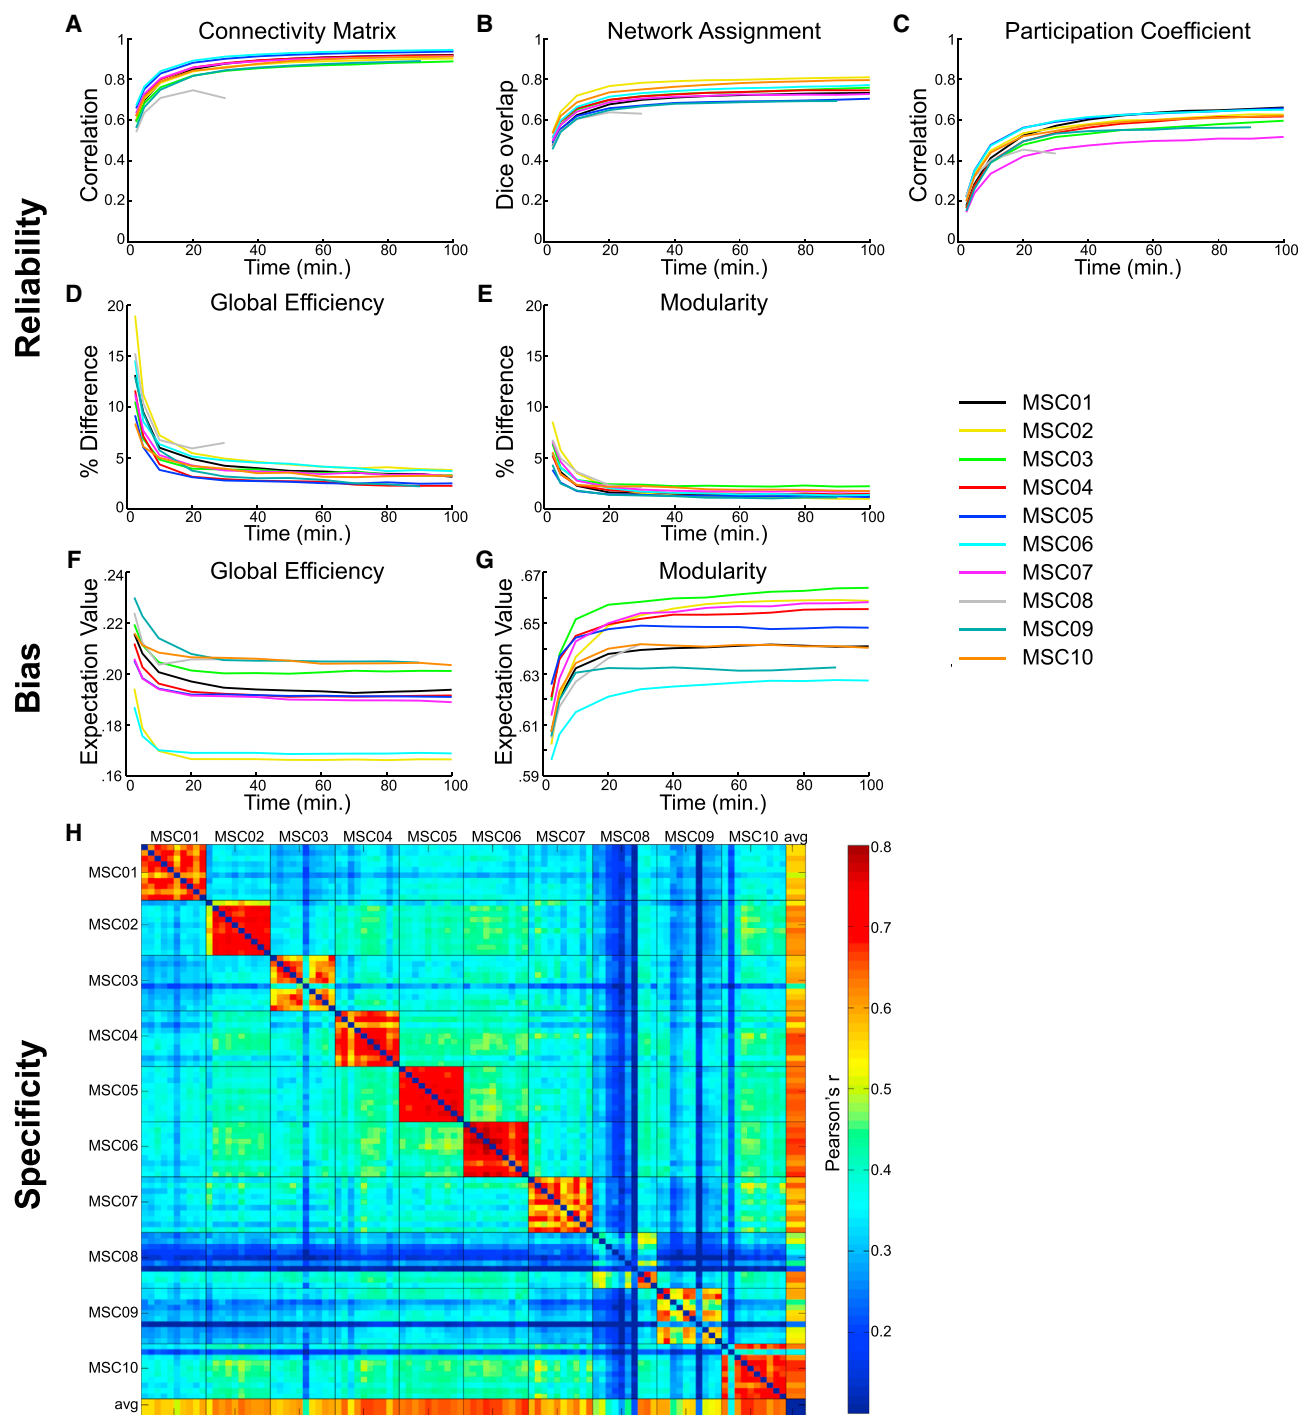 Reliability
A
Connectivity Matrix
Correlation
1
0.8
0.6
0.4
0.2
0
0 20 40 60 80 100
Time (min.)
B
Network Assignment
Dice overlap
1
0.8
0.6
0.4
0.2
0
0 20 40 60 80 100
Time (min.)
C
Participation Coefficient
Correlation
1
0.8
0.6
0.4
0.2
0
0 20 40 60 80 100
Time (min.)
D
Global Efficiency
% Difference
20
15
10
5
0
0 20 40 60 80 100
Time (min.)
E
Modularity
% Difference
20
15
10
5
0
0 20 40 60 80 100
Time (min.)
MSC01
MSC02
MSC03
MSC04
MSC05
MSC06
MSC07
MSC08
MSC09
MSC10
Bias
F
Global Efficiency
Expectation Value
.24
.22
.20
.18
.16
0 20 40 60 80 100
Time (min.)
G
Modularity
Expectation Value
.67
.65
.63
.61
.59
0 20 40 60 80 100
Time (min.)
Specificity
H
MSC01 MSC02 MSC03 MSC04 MSC05 MSC06 MSC07 MSC08 MSC09 MSC10 avg
MSC01
MSC02
MSC03
MSC04
MSC05
MSC06
MSC07
MSC08
MSC09
MSC10
avg
Pearson's r
0.8
0.7
0.6
0.5
0.4
0.3
0.2